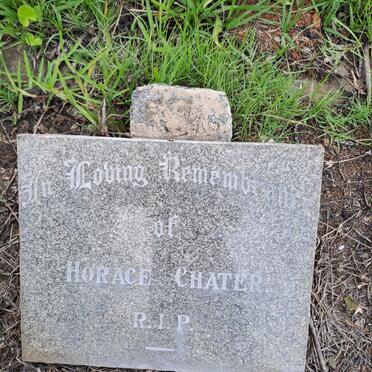 In Loving Remembrance
of
HORACE CHATER
R.I.P.